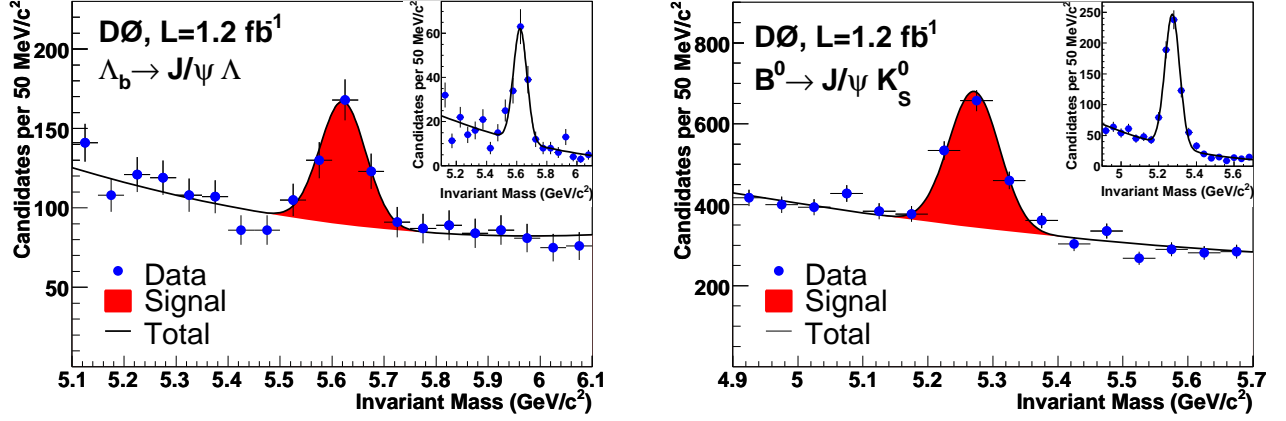 Candidates per 50 MeV/c²
200
150
100
50
DØ, L=1.2 fb⁻¹
Λb→ J/ψ Λ
Data
Signal
Total
5.1 5.2 5.3 5.4 5.5 5.6 5.7 5.8 5.9 6 6.1
Invariant Mass (GeV/c²)
Candidates per 50 MeV/c²
80
60
40
20
0
5.2 5.4 5.6 5.8 6
Invariant Mass (GeV/c²)
Candidates per 50 MeV/c²
800
600
400
200
DØ, L=1.2 fb⁻¹
B⁰→ J/ψ K⁰S
Data
Signal
Total
4.9 5 5.1 5.2 5.3 5.4 5.5 5.6 5.7
Invariant Mass (GeV/c²)
Candidates per 50 MeV/c²
250
200
150
100
50
0
5 5.2 5.4 5.6
Invariant Mass (GeV/c²)